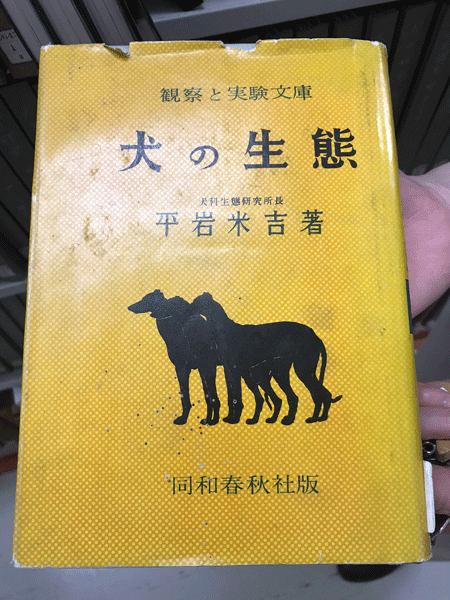 観察と実験文庫
犬の生態
犬科生態研究所長
平岩米吉著
同和春秋社版